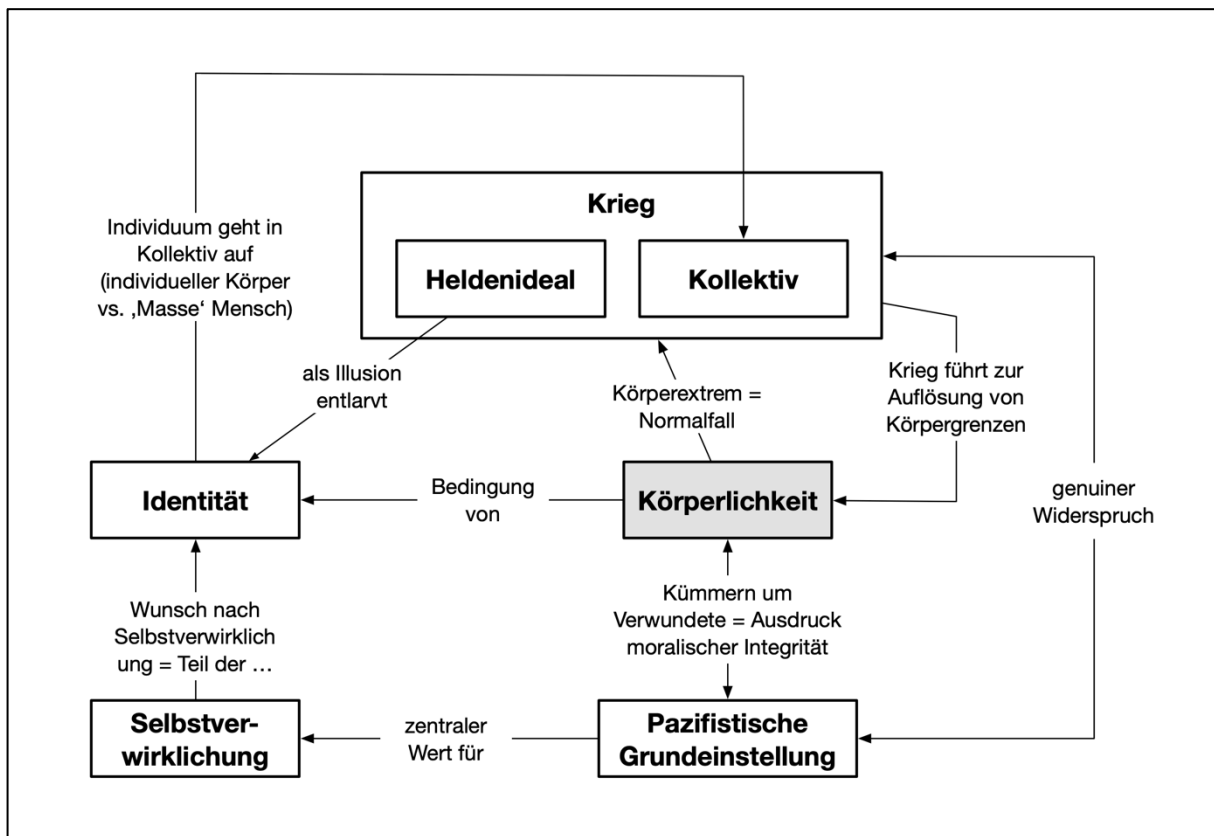 Krieg
Individuum geht in
Kollektiv auf
(individueller Körper
vs. ‚Masse‘ Mensch)
Heldenideal
Kollektiv
als Illusion
entlarvt
Körperextrem =
Normalfall
Krieg führt zur
Auflösung von
Körpergrenzen
Identität
Bedingung
von
Körperlichkeit
genuiner
Widerspruch
Wunsch nach
Selbstverwirklich
ung = Teil der …
Kümmern um
Verwundete = Ausdruck
moralischer Integrität
Selbstver-
wirklichung
zentraler
Wert für
Pazifistische
Grundeinstellung